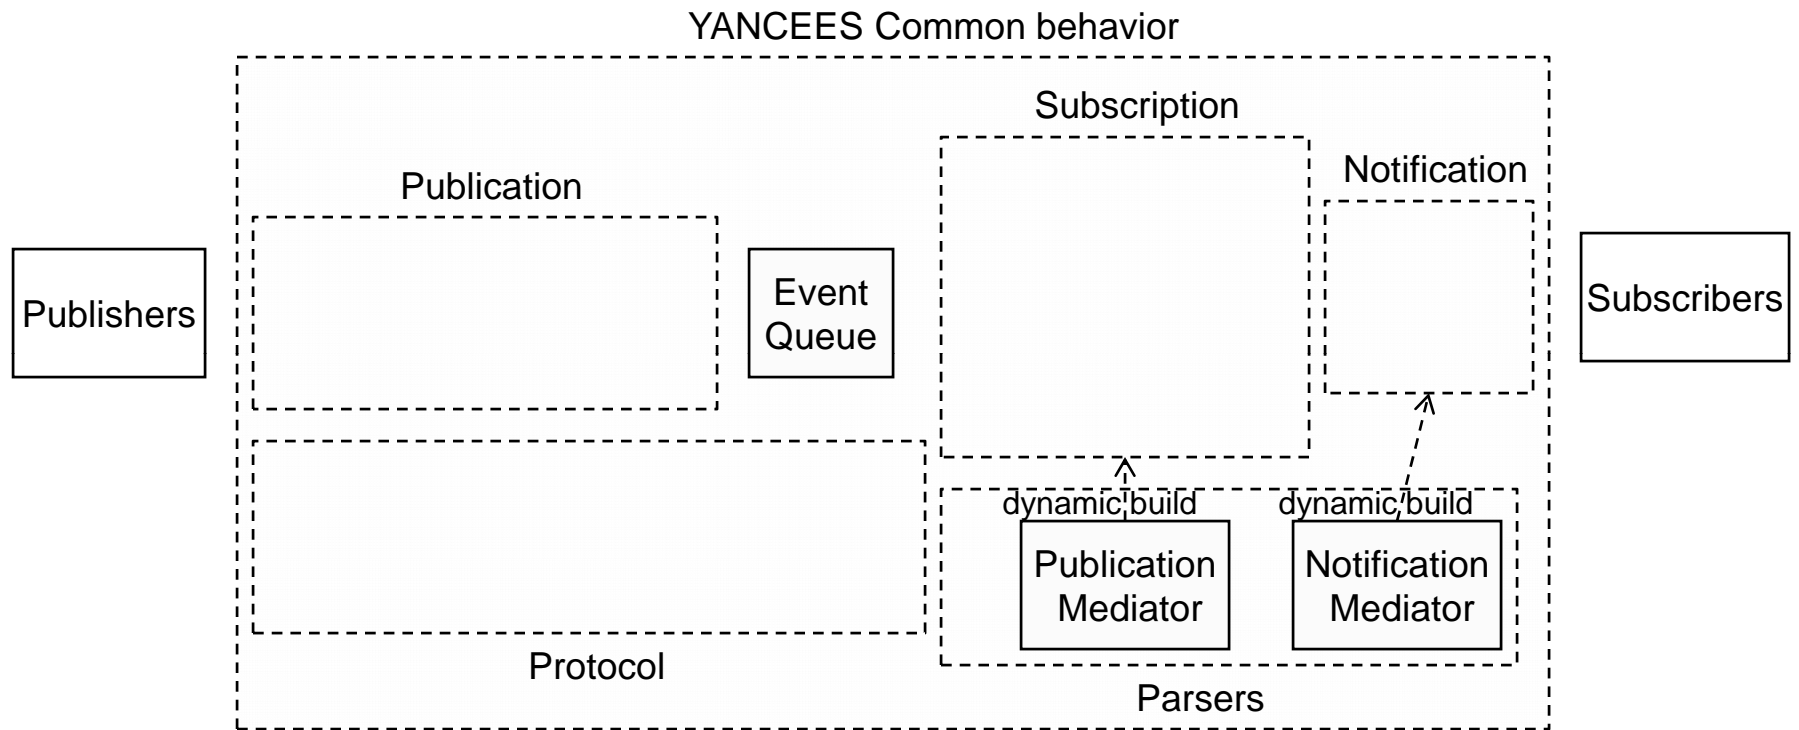 YANCEES Common behavior
Subscription
Notification
Publication
Publishers
Event
Queue
Subscribers
dynamic build
dynamic build
Publication
Mediator
Notification
Mediator
Protocol
Parsers